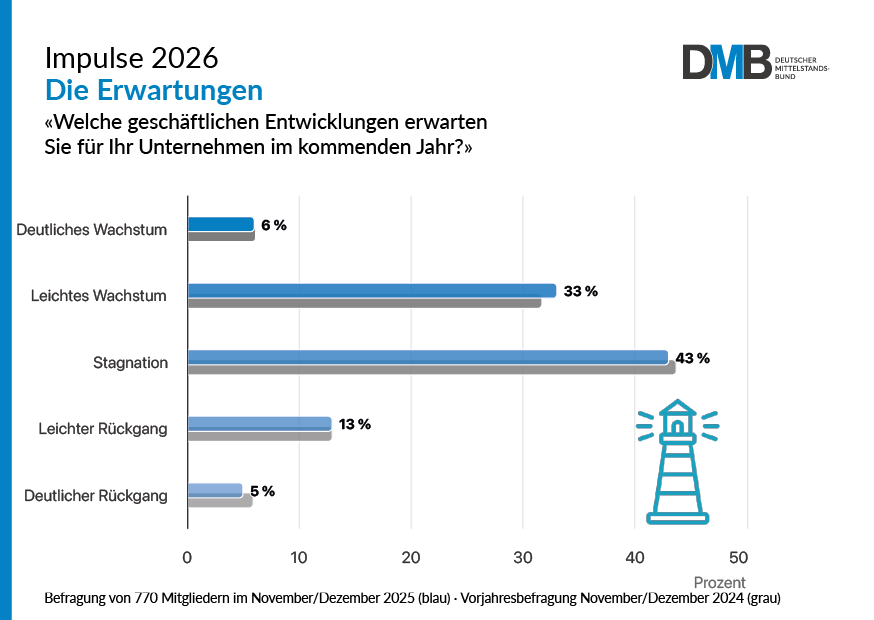 Impulse 2026
Die Erwartungen
«Welche geschäftlichen Entwicklungen erwarten
Sie für Ihr Unternehmen im kommenden Jahr?»
DMB
DEUTSCHER
MITTELSTANDS-
BUND
Deutliches Wachstum 6 %
Leichtes Wachstum 33 %
Stagnation 43 %
Leichter Rückgang 13 %
Deutlicher Rückgang 5 %
0 10 20 30 40 50
Prozent
Befragung von 770 Mitgliedern im November/Dezember 2025 (blau) · Vorjahresbefragung November/Dezember 2024 (grau)